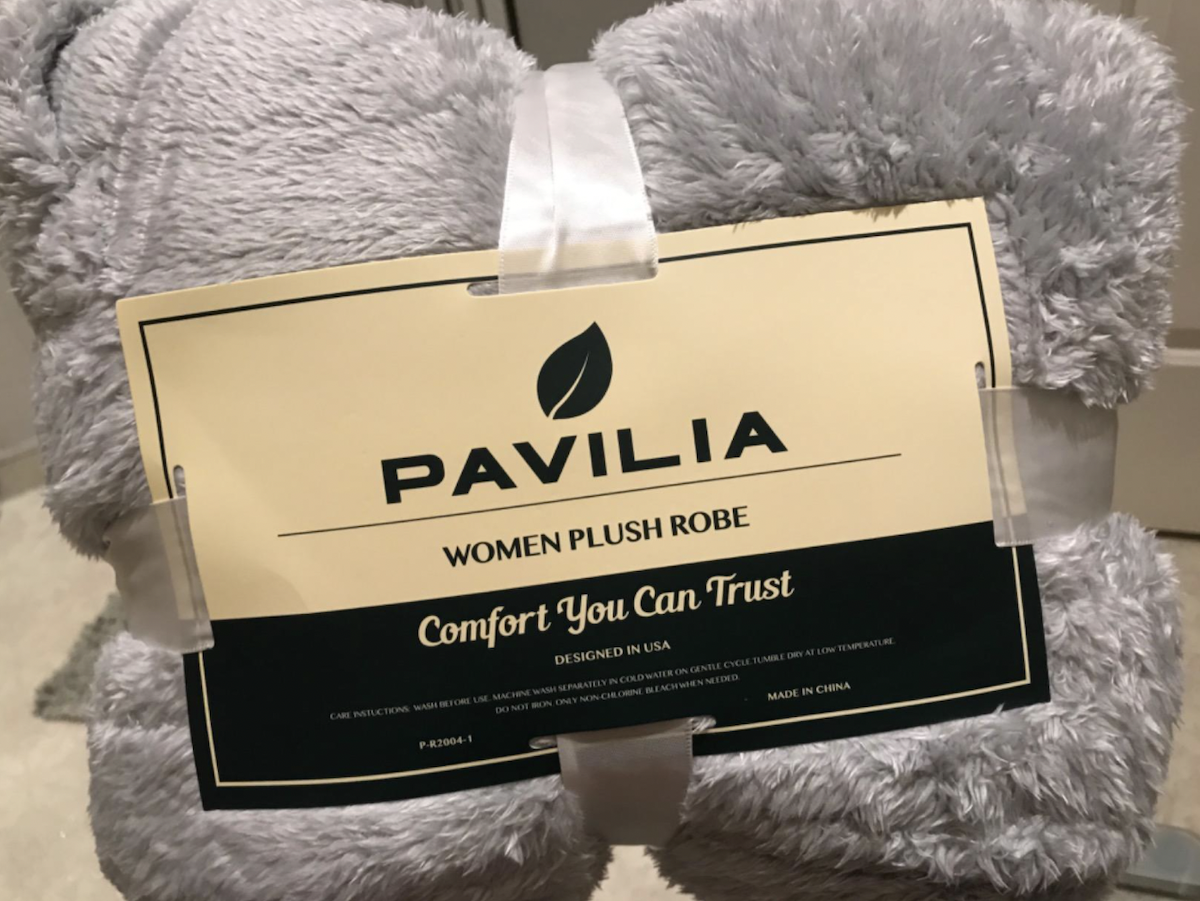 PAVILIA
WOMEN PLUSH ROBE
Comfort You Can Trust
DESIGNED IN USA
CARE INSTUCTIONS: WASH BEFORE USE. MACHINE WASH SEPARATELY IN COLD WATER ON GENTLE CYCLE.TUMBLE DRY AT LOW TEMPERATURE.
DO NOT IRON. ONLY NON-CHLORINE BLEACH WHEN NEEDED.
MADE IN CHINA
P-R2004-1